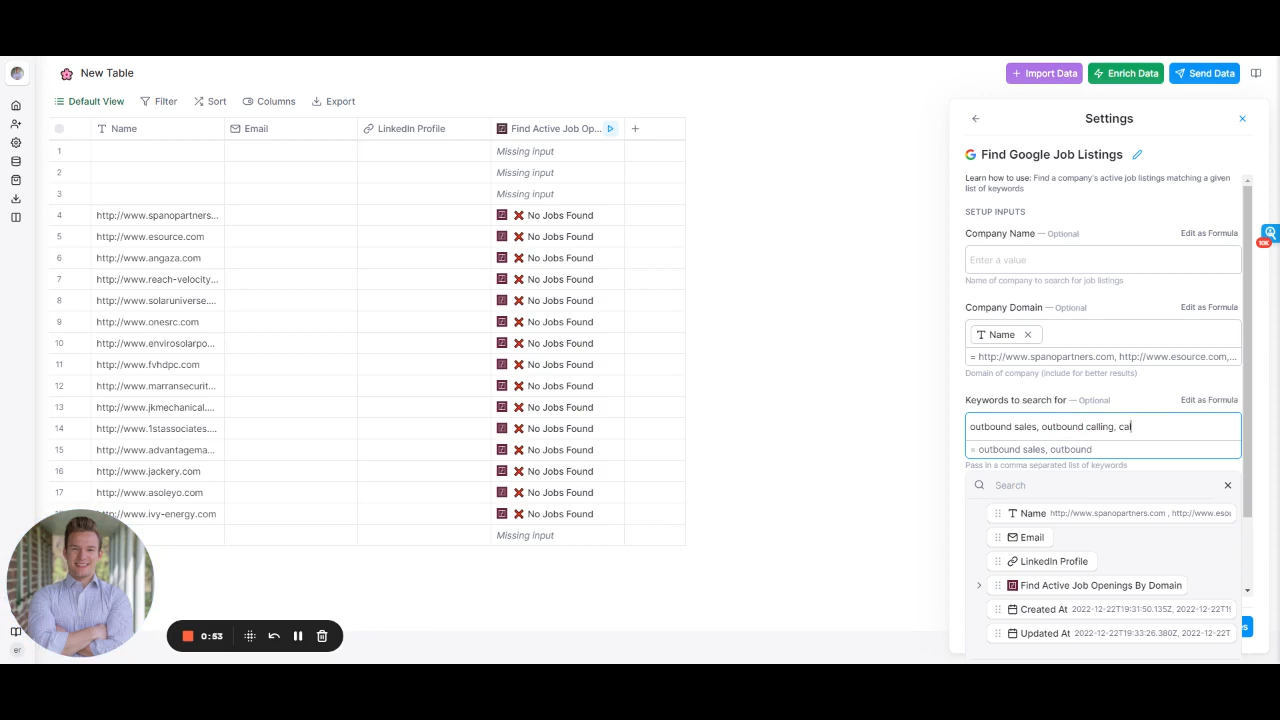 New Table
Import Data
Enrich Data
Send Data
Default View
Filter
Sort
Columns
Export
Name
Email
LinkedIn Profile
Find Active Job Op...
1
Missing input
2
Missing input
3
Missing input
4
http://www.spanopartners...
No Jobs Found
5
http://www.esource.com
No Jobs Found
6
http://www.angaza.com
No Jobs Found
7
http://www.reach-velocity...
No Jobs Found
8
http://www.solaruniverse....
No Jobs Found
9
http://www.onesrc.com
No Jobs Found
10
http://www.envirosolarpo...
No Jobs Found
11
http://www.fvhdpc.com
No Jobs Found
12
http://www.marransecurit...
No Jobs Found
13
http://www.jkmechanical....
No Jobs Found
14
http://www.1stassociates....
No Jobs Found
15
http://www.advantagema...
No Jobs Found
16
http://www.jackery.com
No Jobs Found
17
http://www.asoleyo.com
No Jobs Found
http://www.ivy-energy.com
No Jobs Found
Missing input
er
0:53
Settings
Find Google Job Listings
Learn how to use: Find a company's active job listings matching a given
list of keywords
SETUP INPUTS
Company Name — Optional
Edit as Formula
Enter a value
Name of company to search for job listings
Company Domain — Optional
Edit as Formula
Name
= http://www.spanopartners.com, http://www.esource.com,...
Domain of company (include for better results)
Keywords to search for — Optional
Edit as Formula
outbound sales, outbound calling, cal
= outbound sales, outbound
Pass in a comma separated list of keywords
Search
Name http://www.spanopartners.com , http://www.esou
Email
LinkedIn Profile
Find Active Job Openings By Domain
Created At 2022-12-22T19:31:50.135Z, 2022-12-22T19
Updated At 2022-12-22T19:33:26.380Z, 2022-12-22T
es
10K